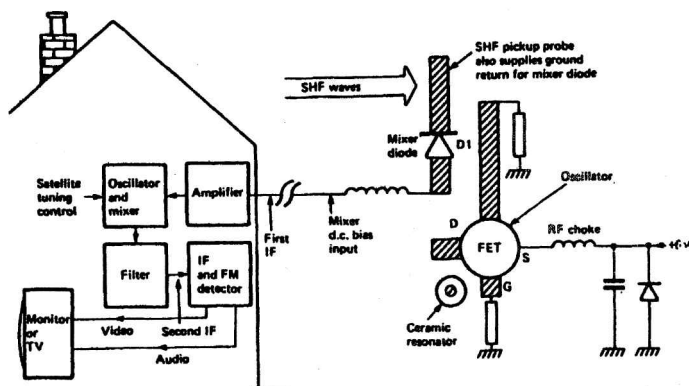 SHF pickup probe
also supplies ground
return for mixer diode
SHF waves
Mixer
diode
D1
Oscillator
Satellite
tuning
control
Oscillator
and
mixer
Amplifier
First
IF
Mixer
d.c. bias
input
D
FET
S
G
RF choke
Filter
IF
and FM
detector
Ceramic
resonator
Monitor
or
TV
Video
Second IF
Audio